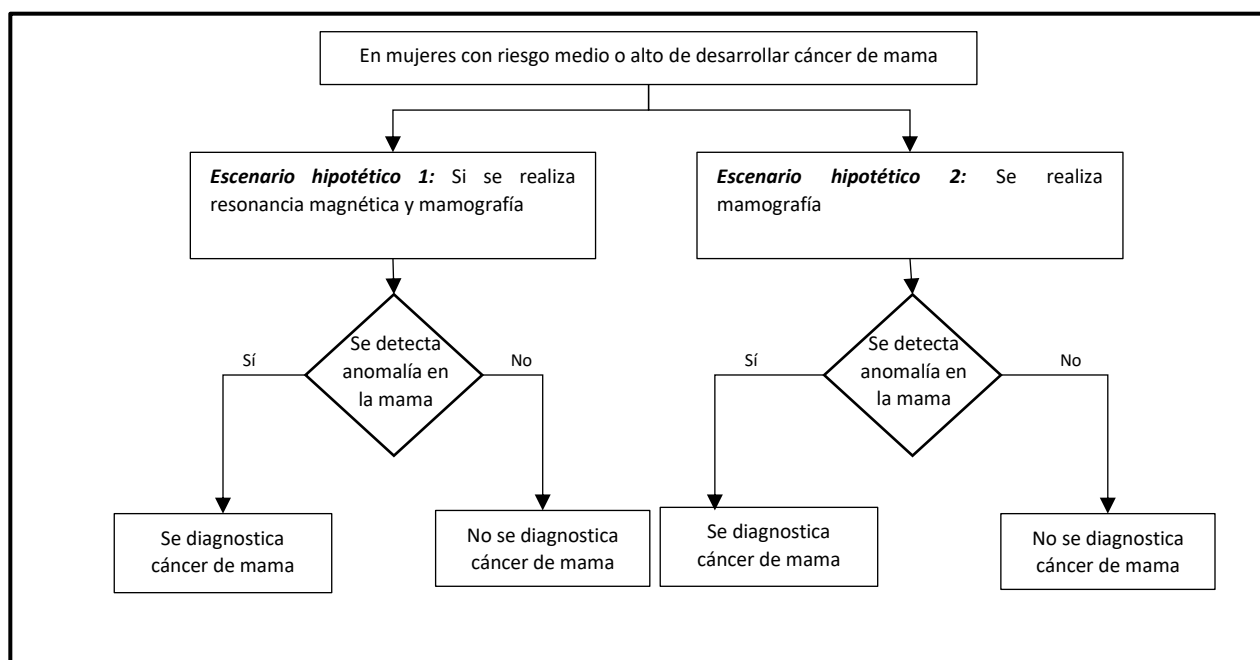 En mujeres con riesgo medio o alto de desarrollar cáncer de mama
Escenario hipotético 1: Si se realiza
resonancia magnética y mamografía
Escenario hipotético 2: Se realiza
mamografía
Se detecta
anomalía en
la mama
Sí
No
Se detecta
anomalía en
la mama
Sí
No
Se diagnostica
cáncer de mama
No se diagnostica
cáncer de mama
Se diagnostica
cáncer de mama
No se diagnostica
cáncer de mama